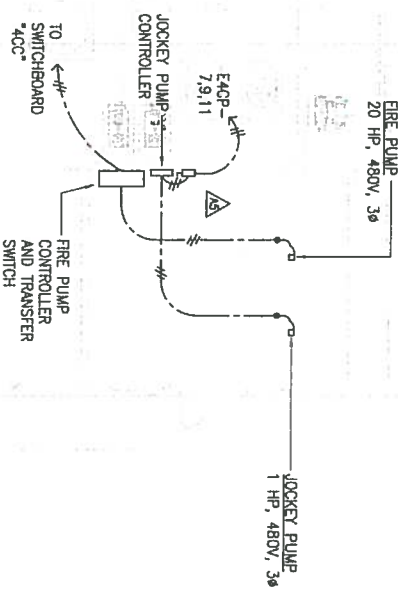 FIRE PUMP
20 HP, 480V, 3ø
E4GP-
7,9,11
JOCKEY PUMP
CONTROLLER
A5
TO
SWITCHBOARD
"4CC"
FIRE PUMP
CONTROLLER
AND TRANSFER
SWITCH
JOCKEY PUMP
1 HP, 480V, 3ø